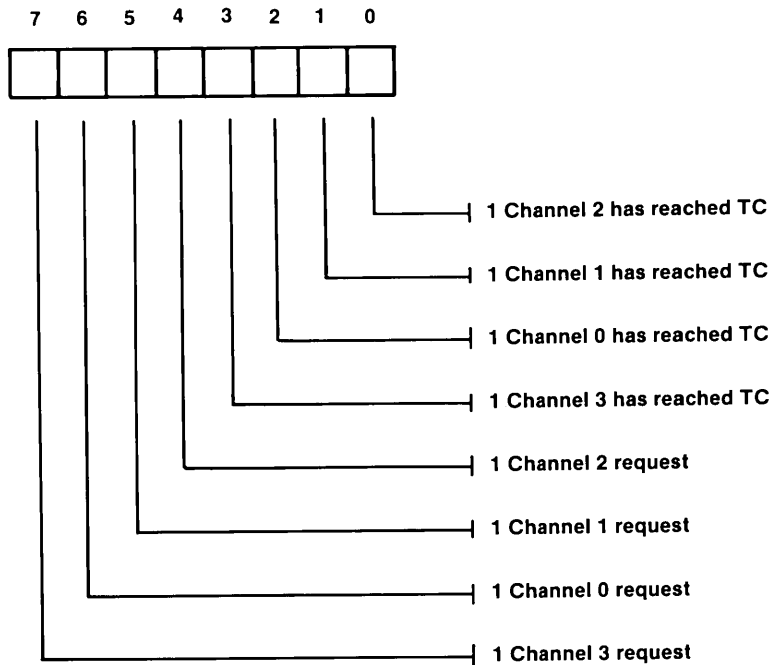 7 6 5 4 3 2 1 0
1 Channel 2 has reached TC
1 Channel 1 has reached TC
1 Channel 0 has reached TC
1 Channel 3 has reached TC
1 Channel 2 request
1 Channel 1 request
1 Channel 0 request
1 Channel 3 request